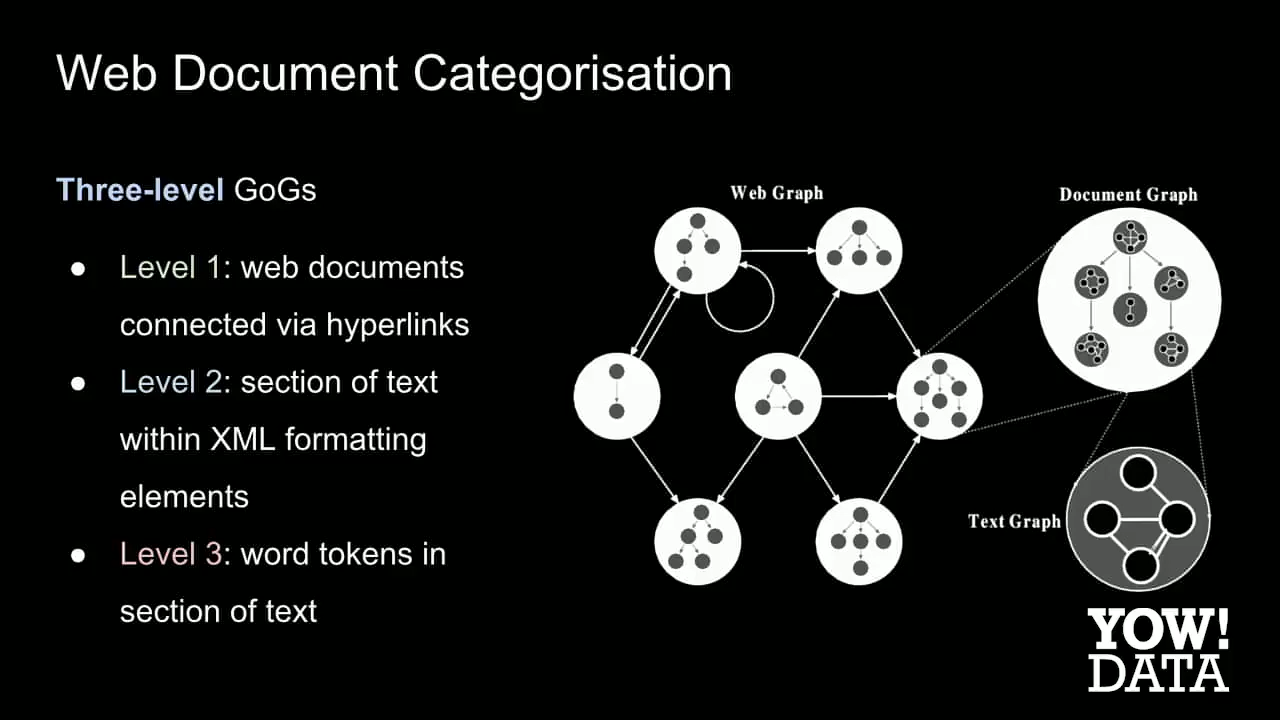 Web Document Categorisation
Three-level GoGs
● Level 1: web documents
connected via hyperlinks
● Level 2: section of text
within XML formatting
elements
● Level 3: word tokens in
section of text
Web Graph
Document Graph
Text Graph
YOW!
DATA